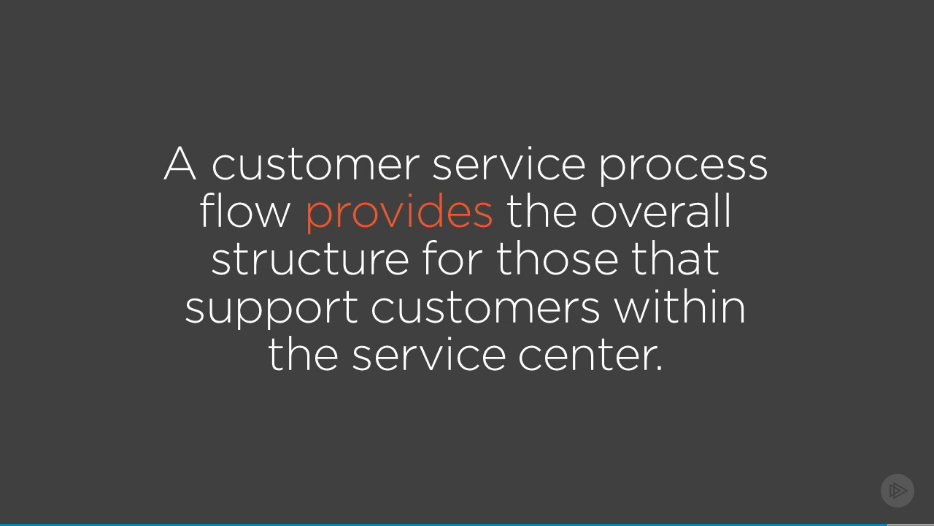 A customer service process
flow provides the overall
structure for those that
support customers within
the service center.